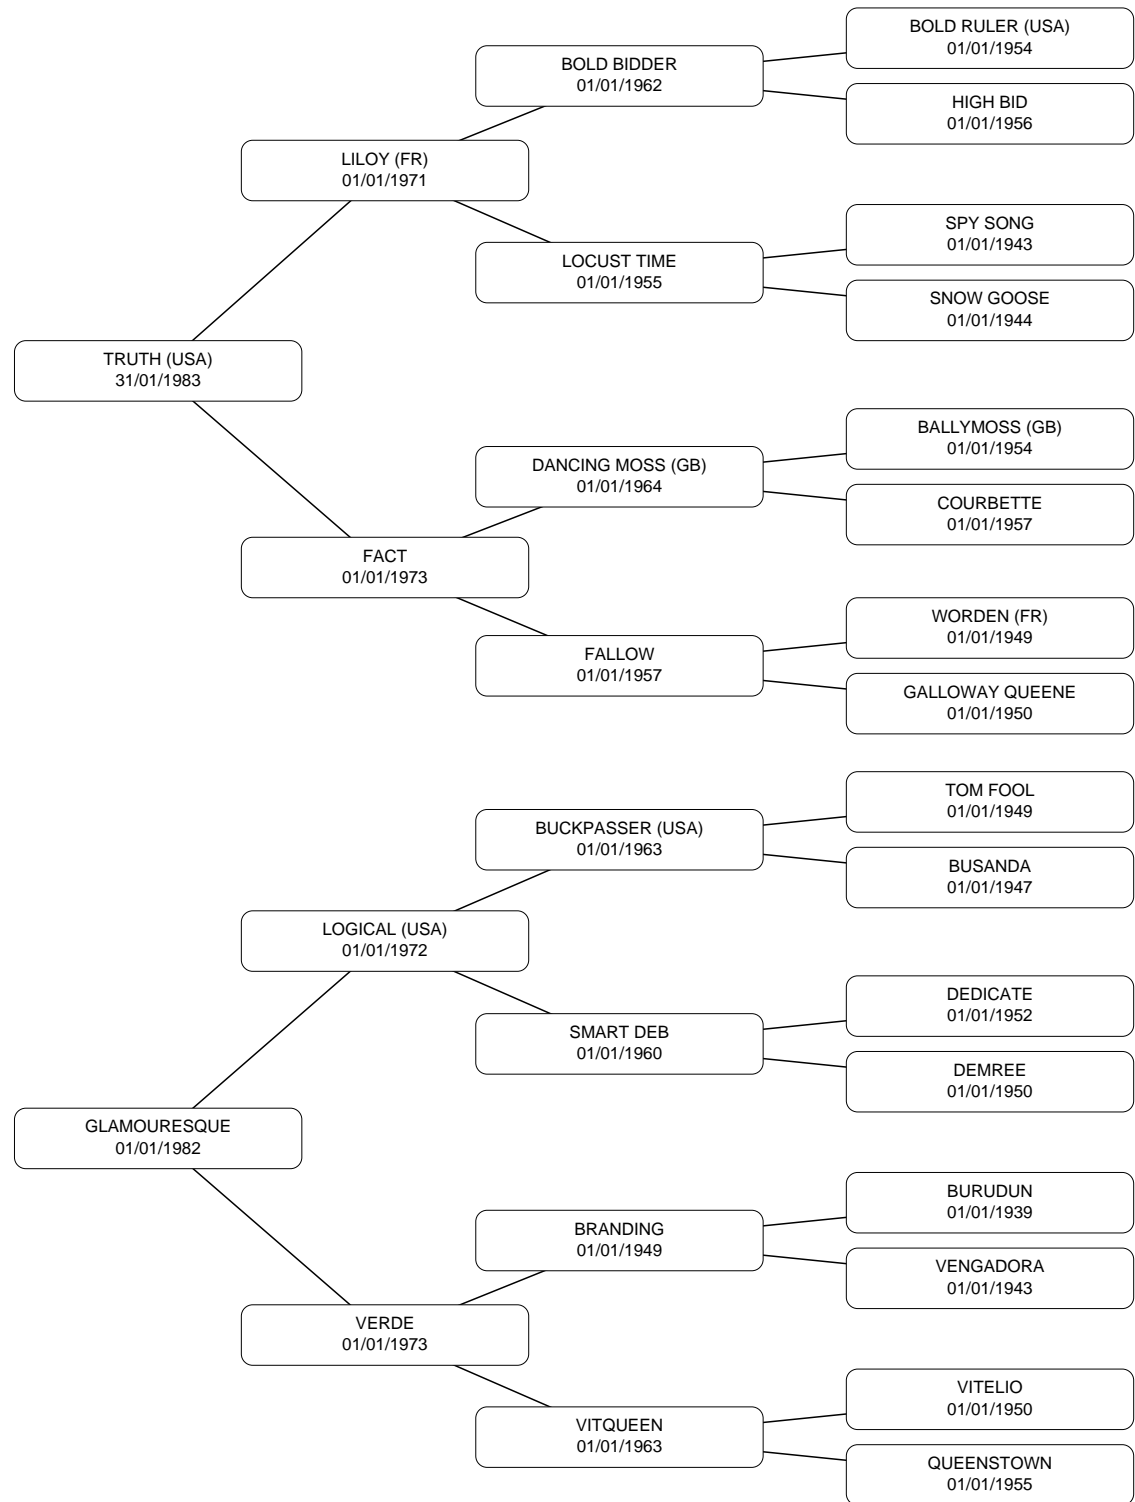 BOLD RULER (USA)
01/01/1954
BOLD BIDDER
01/01/1962
HIGH BID
01/01/1956
LILOY (FR)
01/01/1971
SPY SONG
01/01/1943
LOCUST TIME
01/01/1955
SNOW GOOSE
01/01/1944
TRUTH (USA)
31/01/1983
BALLYMOSS (GB)
01/01/1954
DANCING MOSS (GB)
01/01/1964
COURBETTE
01/01/1957
FACT
01/01/1973
WORDEN (FR)
01/01/1949
FALLOW
01/01/1957
GALLOWAY QUEENE
01/01/1950
TOM FOOL
01/01/1949
BUCKPASSER (USA)
01/01/1963
BUSANDA
01/01/1947
LOGICAL (USA)
01/01/1972
DEDICATE
01/01/1952
SMART DEB
01/01/1960
DEMREE
01/01/1950
GLAMOURESQUE
01/01/1982
BURUDUN
01/01/1939
BRANDING
01/01/1949
VENGADORA
01/01/1943
VERDE
01/01/1973
VITELIO
01/01/1950
VITQUEEN
01/01/1963
QUEENSTOWN
01/01/1955